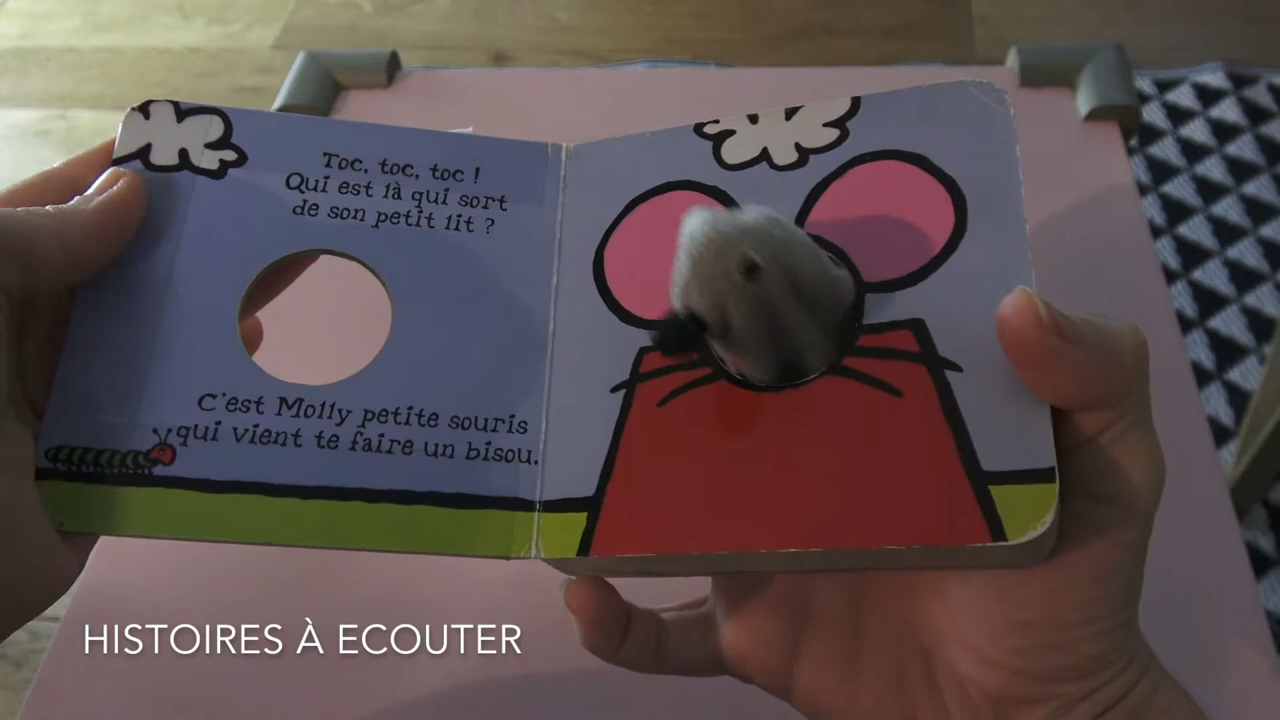 Toc, toc, toc !
Qui est là qui sort
de son petit lit ?
C'est Molly petite souris
qui vient te faire un bisou.
HISTOIRES À ECOUTER